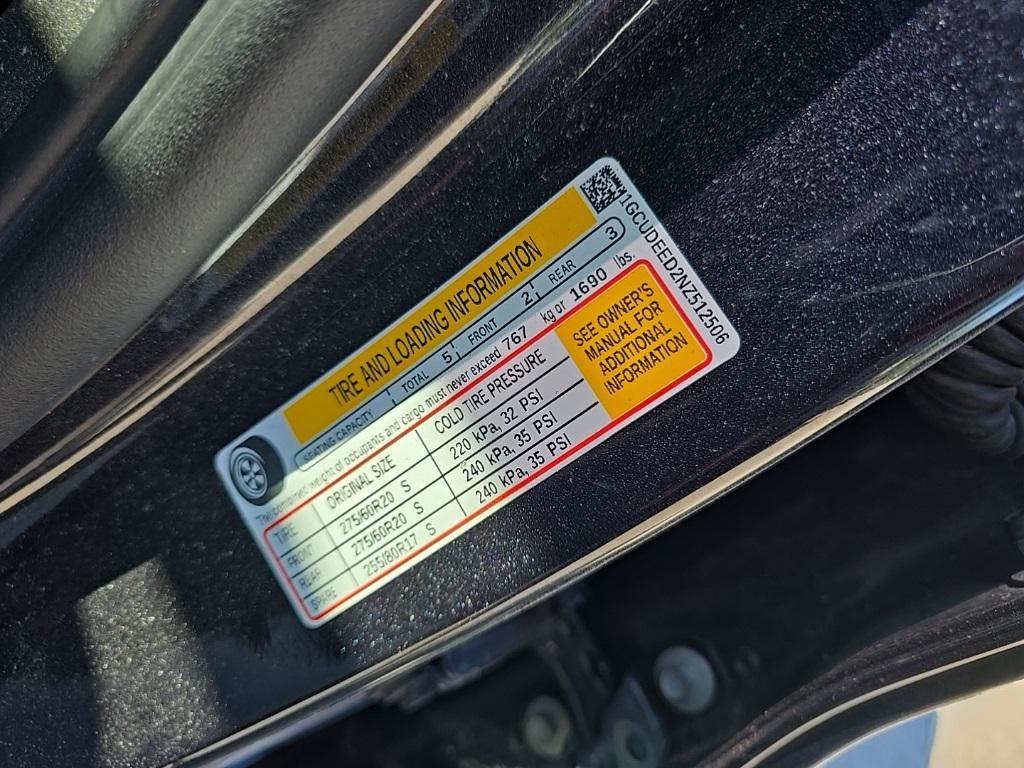 TIRE AND LOADING INFORMATION
SEATING CAPACITY TOTAL 5 FRONT 2 REAR 3
The combined weight of occupants and cargo must never exceed 767 kg or 1690 lbs.
TIRE ORIGINAL SIZE COLD TIRE PRESSURE
FRONT 275/60R20 S 220 kPa, 32 PSI
REAR 275/60R20 S 240 kPa, 35 PSI
SPARE 255/80R17 S 240 kPa, 35 PSI
SEE OWNER'S
MANUAL FOR
ADDITIONAL
INFORMATION
1GCUDEED2NZ512506